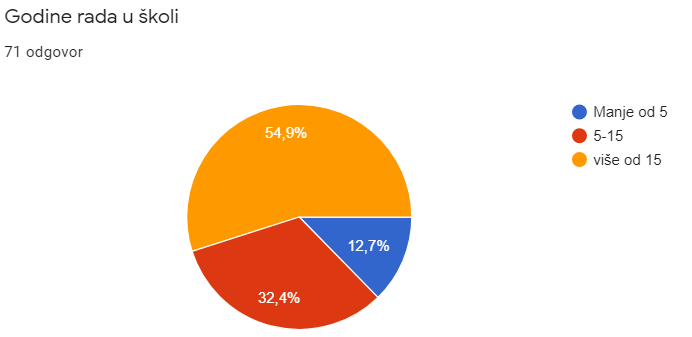 Godine rada u školi
71 odgovor
Manje od 5
5-15
više od 15
54,9%
12,7%
32,4%